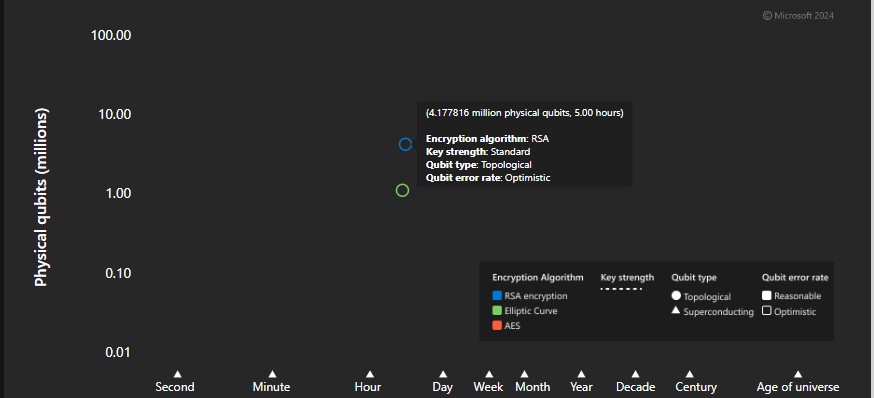 © Microsoft 2024
100.00
10.00
1.00
0.10
0.01
Physical qubits (millions)
(4.177816 million physical qubits, 5.00 hours)
Encryption algorithm: RSA
Key strength: Standard
Qubit type: Topological
Qubit error rate: Optimistic
Encryption Algorithm Key strength Qubit type Qubit error rate
RSA encryption Topological Reasonable
Elliptic Curve Superconducting Optimistic
AES
Second Minute Hour Day Week Month Year Decade Century Age of universe